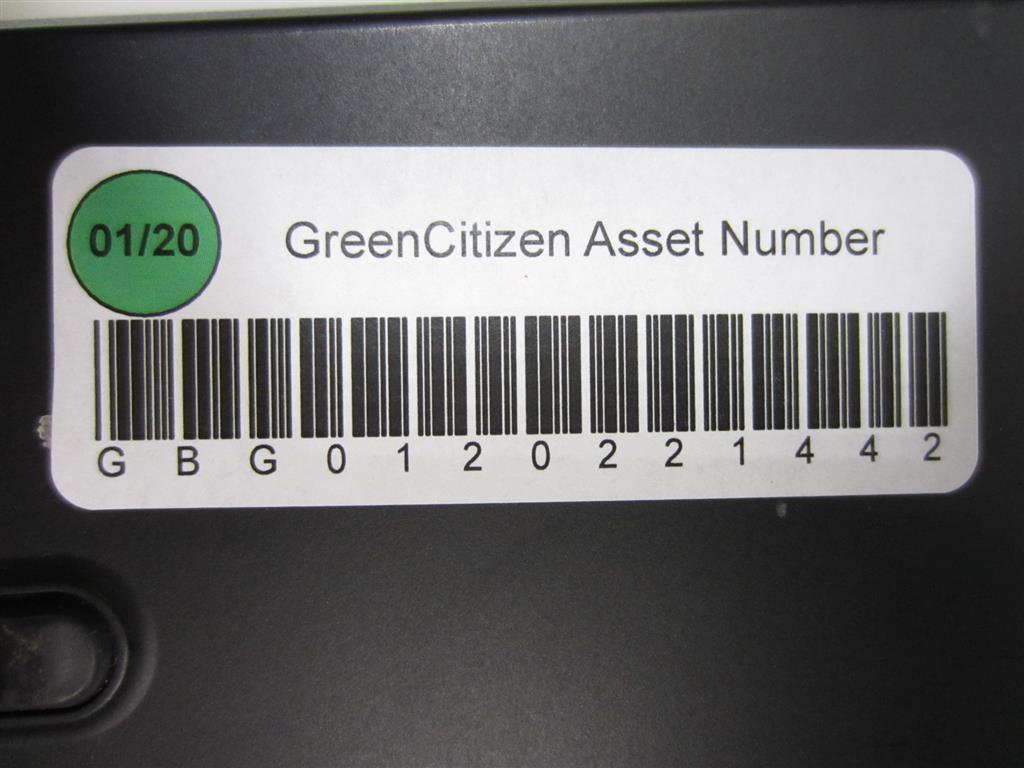 01/20
GreenCitizen Asset Number
G B G 0 1 2 0 2 2 1 4 4 2